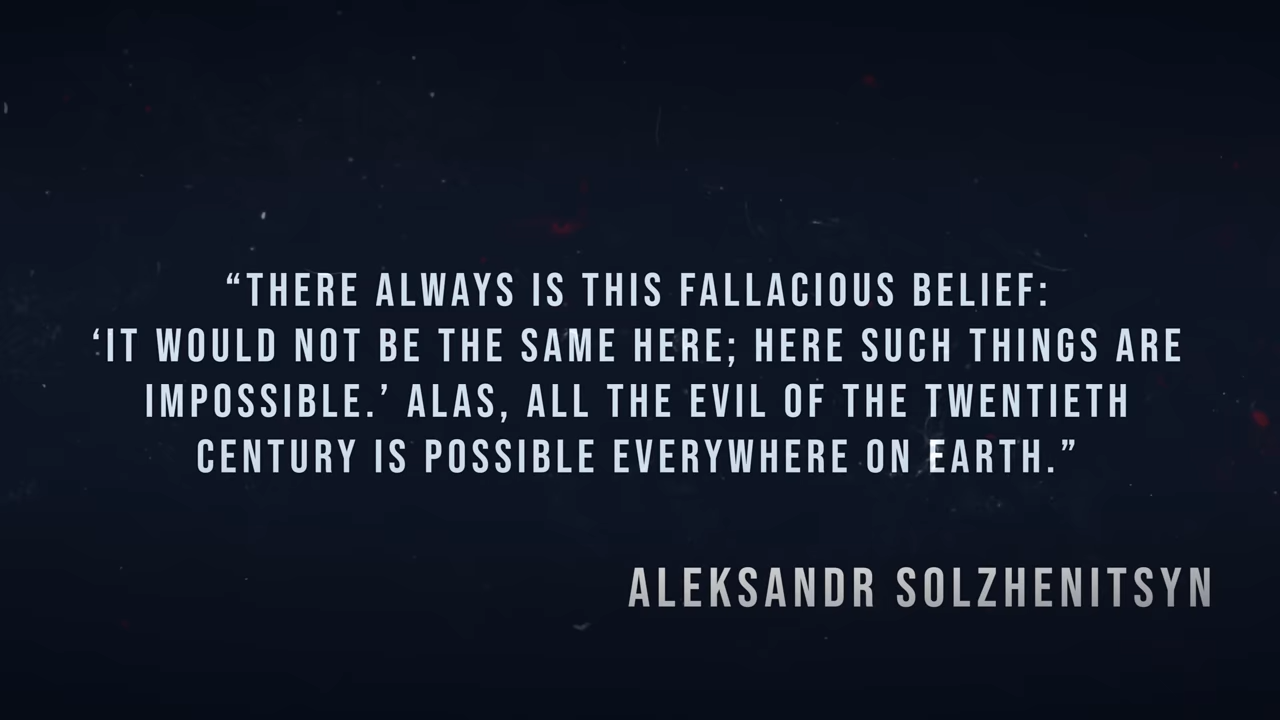 “THERE ALWAYS IS THIS FALLACIOUS BELIEF:
‘IT WOULD NOT BE THE SAME HERE; HERE SUCH THINGS ARE
IMPOSSIBLE.’ ALAS, ALL THE EVIL OF THE TWENTIETH
CENTURY IS POSSIBLE EVERYWHERE ON EARTH.”
ALEKSANDR SOLZHENITSYN